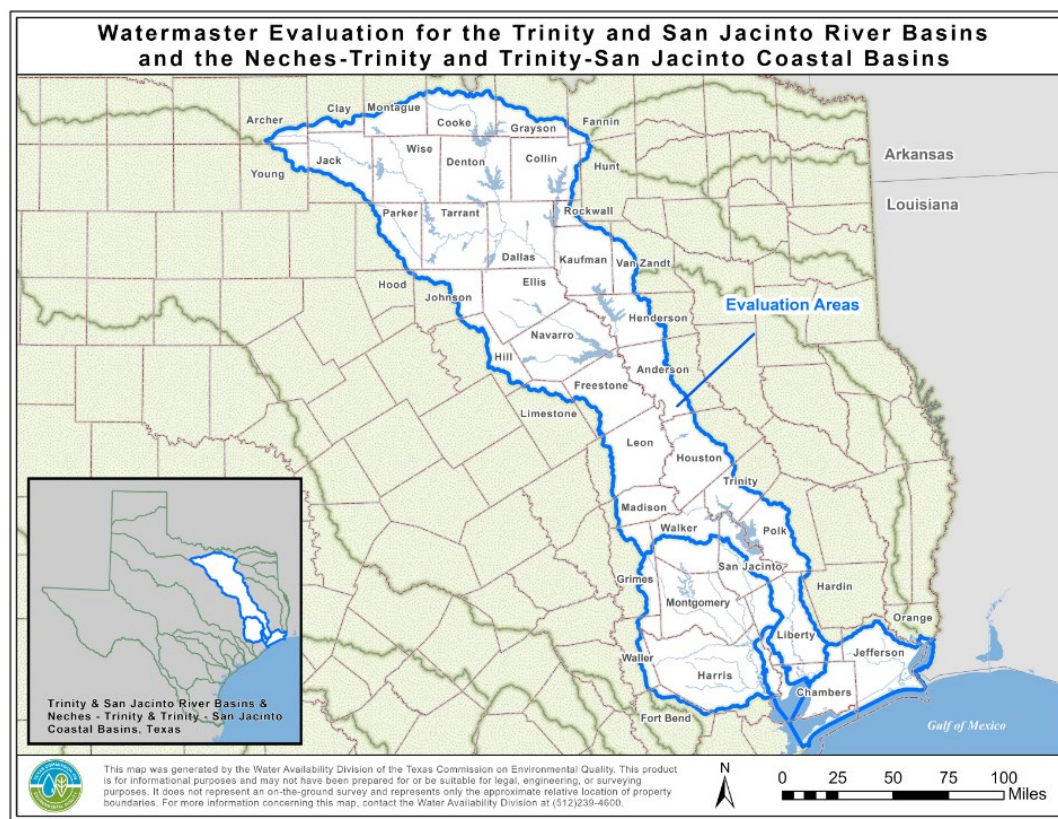 Watermaster Evaluation for the Trinity and San Jacinto River Basins
and the Neches-Trinity and Trinity-San Jacinto Coastal Basins
Clay
Montague
Archer
Cooke
Grayson
Fannin
Jack
Wise
Denton
Collin
Hunt
Young
Arkansas
Louisiana
Parker
Tarrant
Rockwall
Dallas
Kaufman
Van Zandt
Hood
Johnson
Ellis
Henderson
Evaluation Areas
Navarro
Hill
Anderson
Freestone
Limestone
Leon
Houston
Trinity
Madison
Walker
Polk
San Jacinto
Grimes
Hardin
Montgomery
Orange
Liberty
Jefferson
Waller
Harris
Chambers
Fort Bend
Gulf of Mexico
Trinity & San Jacinto River Basins &
Neches - Trinity & Trinity - San Jacinto
Coastal Basins, Texas
This map was generated by the Water Availability Division of the Texas Commission on Environmental Quality. This product
is for informational purposes and may not have been prepared for or be suitable for legal, engineering, or surveying
purposes. It does not represent an on-the-ground survey and represents only the approximate relative location of property
boundaries. For more information concerning this map, contact the Water Availability Division at (512)239-4600.
N
0 25 50 75 100
Miles